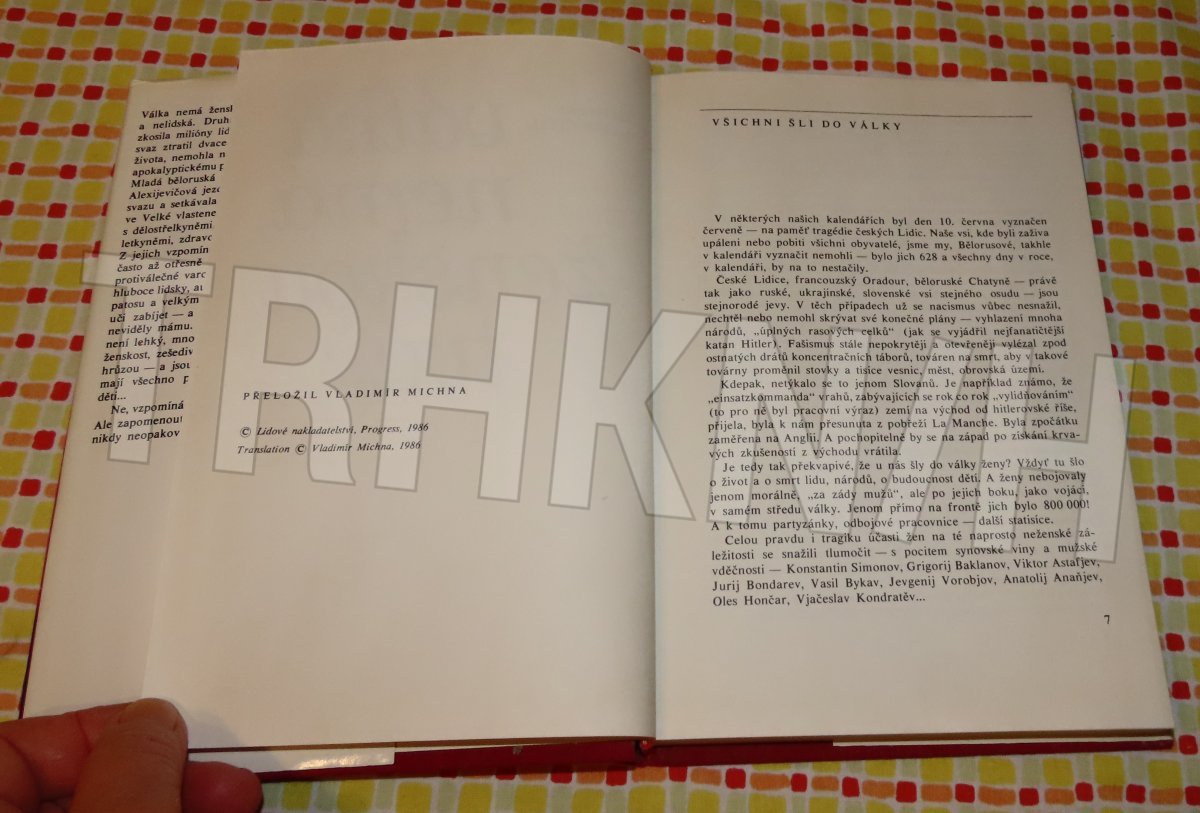 Válka nemá žensk
a nelidská. Druh
zkosila milióny lid
svaz ztratil dvace
života, nemohla n
apokalyptickému p
Mladá běloruská
Alexijevičová jezd
svazu a setkávala
ve Velké vlastene
s dělostřelkyněmi
letkyněmi, zdravo
Z jejich vzpomín
často až otřesně
protiválečné varo
hluboce lidsky, au
patosu a velkým
učí zabíjet — a
neviděly mámu.
není lehký, mno
ženskost, zešediv
hrůzou — a jsou
mají všechno p
děti...
Ne, vzpomíná
Ale zapomenout
nikdy neopakov
PŘELOŽIL VLADIMÍR MICHNA
© Lidové nakladatelství, Progress, 1986
Translation © Vladimír Michna, 1986
VŠICHNI ŠLI DO VÁLKY
V některých našich kalendářích byl den 10. června vyznačen
červeně — na paměť tragédie českých Lidic. Naše vsi, kde byli zaživa
upáleni nebo pobiti všichni obyvatelé, jsme my, Bělorusové, takhle
v kalendáři vyznačit nemohli — bylo jich 628 a všechny dny v roce,
v kalendáři, by na to nestačily.
České Lidice, francouzský Oradour, běloruské Chatyně — právě
tak jako ruské, ukrajinské, slovenské vsi stejného osudu — jsou
stejnorodé jevy. V těch případech už se nacismus vůbec nesnažil,
nechtěl nebo nemohl skrývat své konečné plány — vyhlazení mnoha
národů, „úplných rasových celků“ (jak se vyjádřil nejfanatičtější
katan Hitler). Fašismus stále nepokrytěji a otevřeněji vylézal zpod
ostnatých drátů koncentračních táborů, továren na smrt, aby v takové
továrny proměnil stovky a tisíce vesnic, měst, obrovská území.
Kdepak, netýkalo se to jenom Slovanů. Je například známo, že
„einsatzkommanda“ vrahů, zabývajících se rok co rok „vylidňováním“
(to pro ně byl pracovní výraz) zemí na východ od hitlerovské říše,
přijela, byla k nám přesunuta z pobřeží La Manche. Byla zpočátku
zaměřena na Anglii. A pochopitelně by se na západ po získání krva-
vých zkušeností z východu vrátila.
Je tedy tak překvapivé, že u nás šly do války ženy? Vždyť tu šlo
o život a o smrt lidu, národů, o budoucnost dětí. A ženy nebojovaly
jenom morálně, „za zády mužů“, ale po jejich boku, jako vojáci,
v samém středu války. Jenom přímo na frontě jich bylo 800 000!
A k tomu partyzánky, odbojové pracovnice — další statisíce.
Celou pravdu i tragiku účasti žen na té naprosto neženské zá-
ležitosti se snažili tlumočit — s pocitem synovské viny a mužské
vděčnosti — Konstantin Simonov, Grigorij Baklanov, Viktor Astafjev,
Jurij Bondarev, Vasil Bykav, Jevgenij Vorobjov, Anatolij Ananjev,
Oles Hončar, Vjačeslav Kondratěv...
7
TRHKNIH